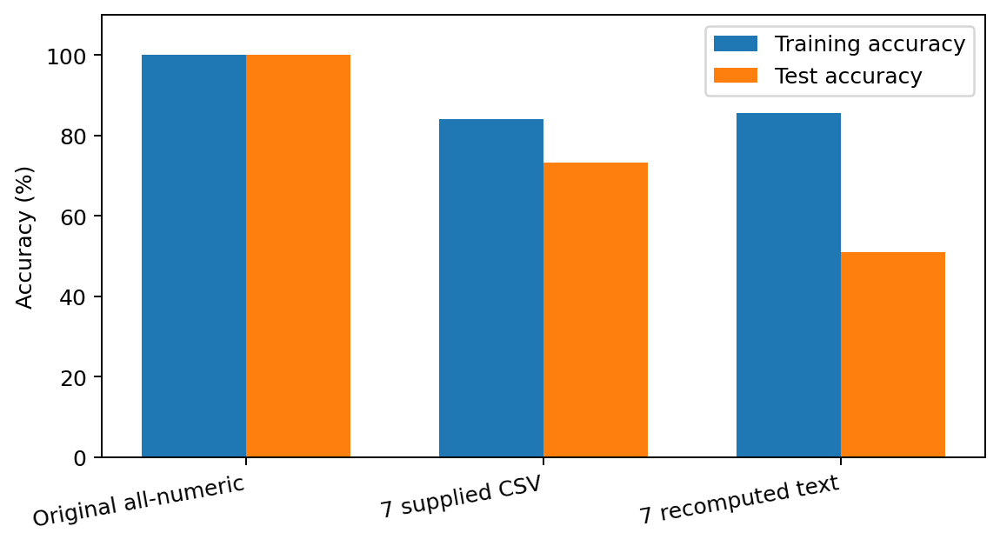 Training accuracy
Test accuracy
Accuracy (%)
100
80
60
40
20
0
Original all-numeric
7 supplied CSV
7 recomputed text